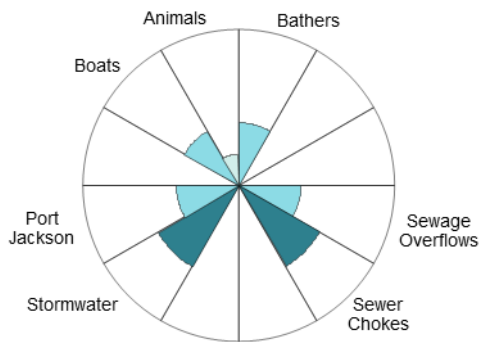 Animals
Bathers
Boats
Port
Jackson
Sewage
Overflows
Stormwater
Sewer
Chokes